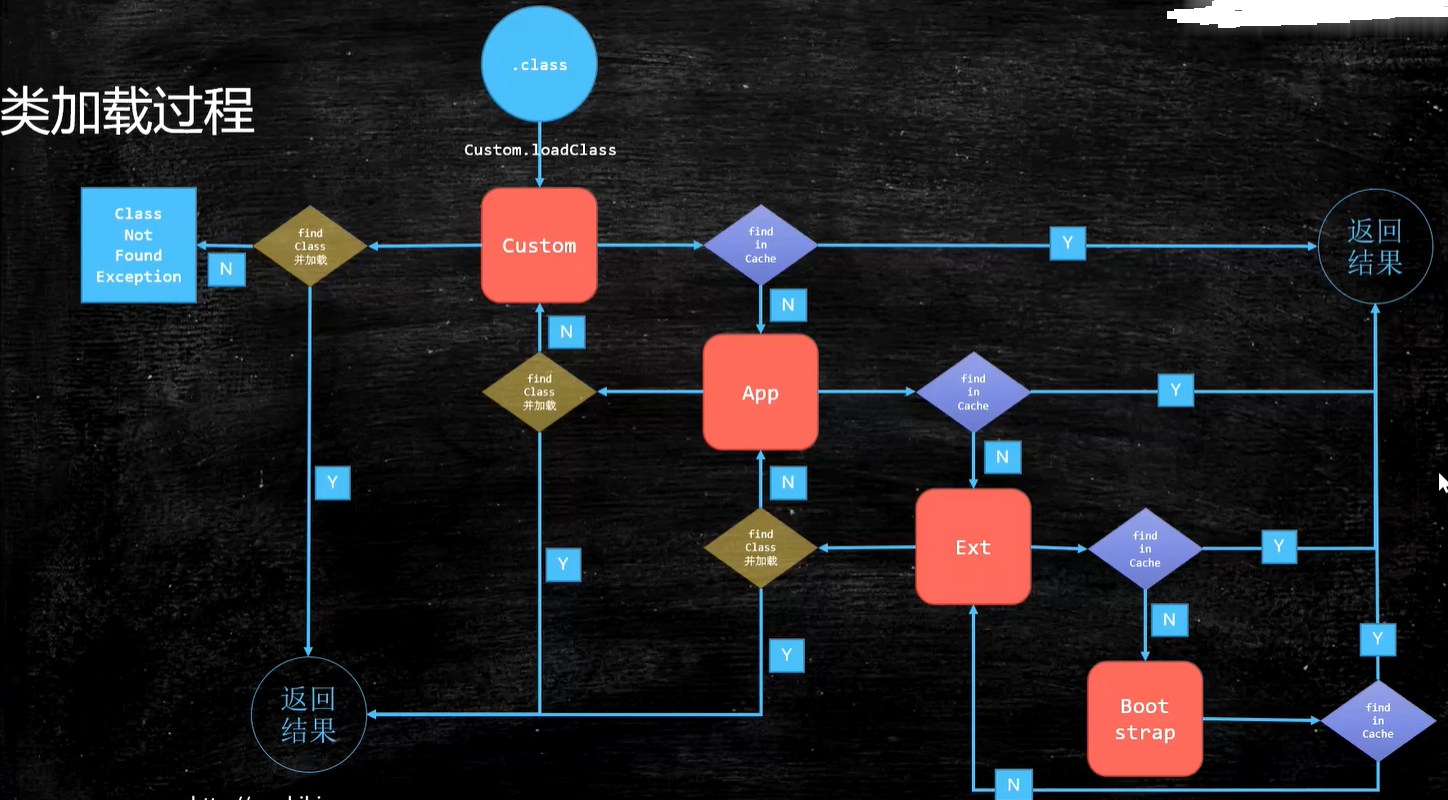 .class
类加载过程
Custom.loadClass
Class
Not
Found
Exception
N
find
Class
并加载
Custom
find
in
Cache
Y
返回
结果
N
N
find
Class
并加载
App
find
in
Cache
Y
N
Y
N
find
Class
并加载
Ext
find
in
Cache
Y
Y
N
Y
Y
返回
结果
Boot
strap
find
in
Cache
N